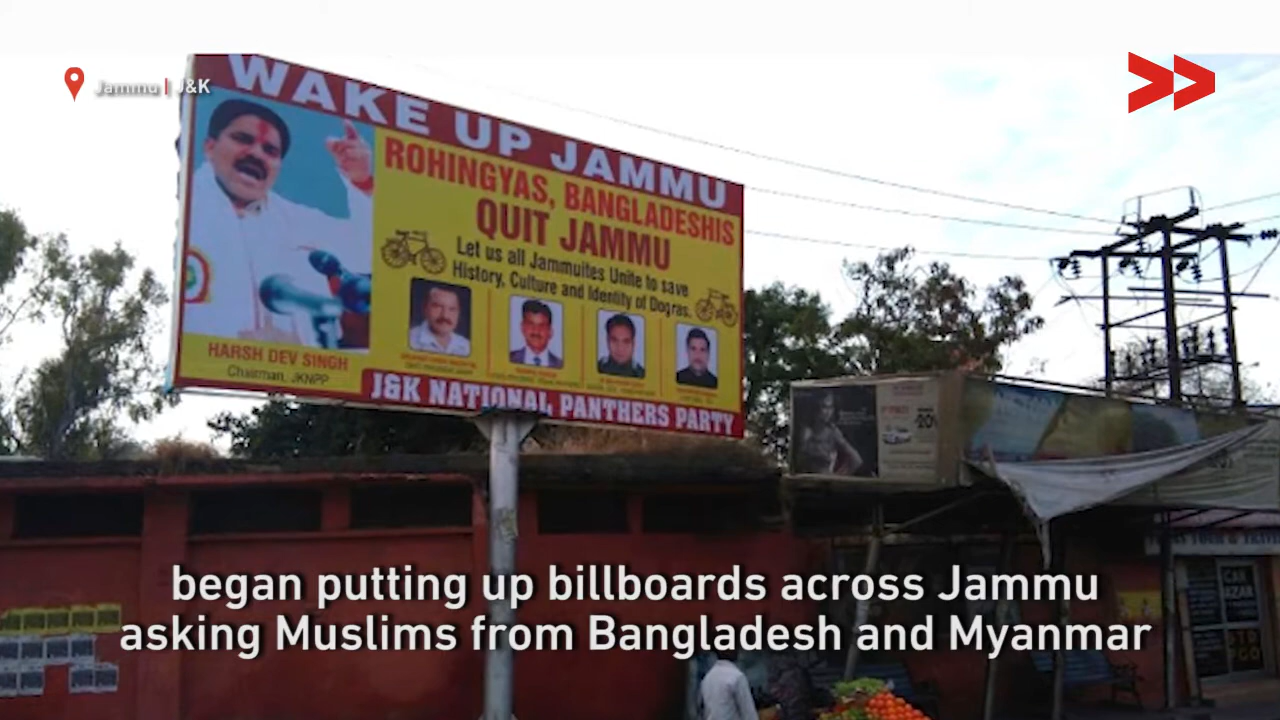 Jammu | J&K
WAKE UP JAMMU
ROHINGYAS, BANGLADESHIS
QUIT JAMMU
Let us all Jammuites Unite to save
History, Culture and Identity of Dogras.
HARSH DEV SINGH
Chairman, JKNPP
J&K NATIONAL PANTHERS PARTY
began putting up billboards across Jammu
asking Muslims from Bangladesh and Myanmar